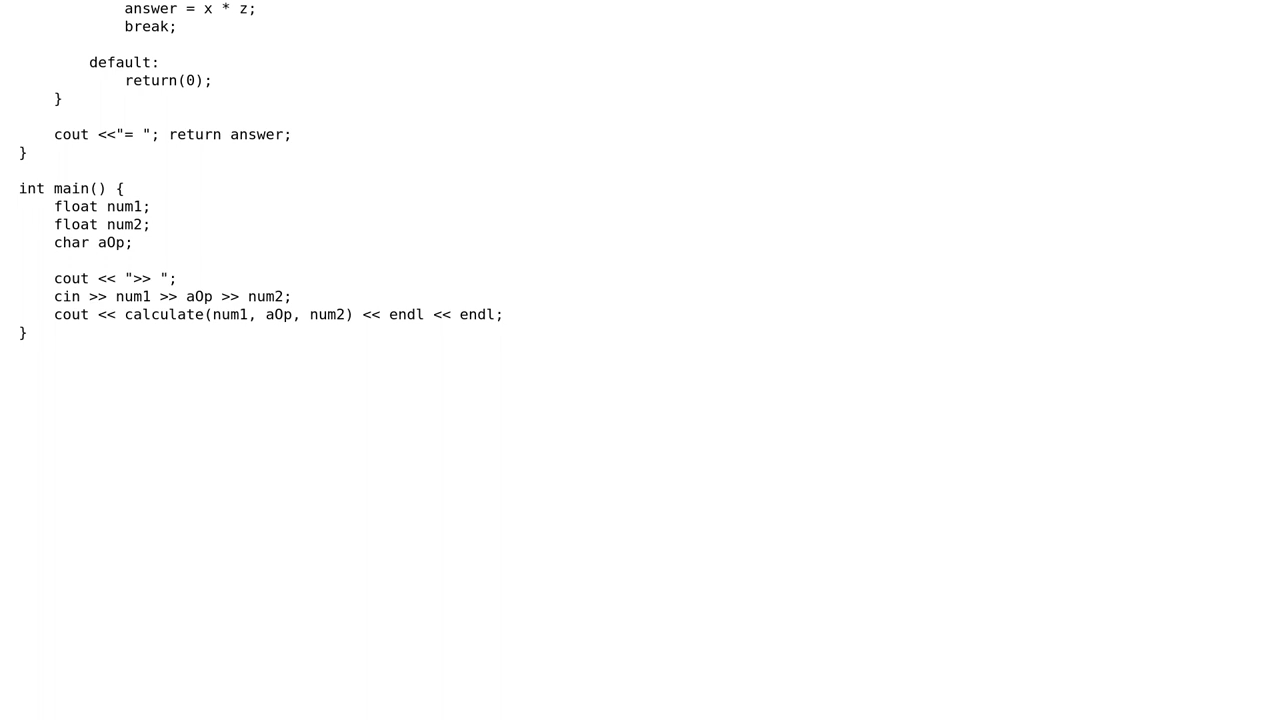 answer = x * z;
            break;

        default:
            return(0);
    }

    cout <<"= "; return answer;
}

int main() {
    float num1;
    float num2;
    char aOp;

    cout << ">> ";
    cin >> num1 >> aOp >> num2;
    cout << calculate(num1, aOp, num2) << endl << endl;
}